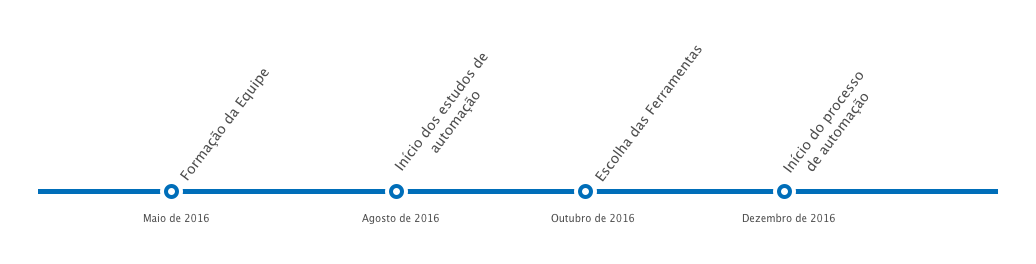 Formação da Equipe
Início dos estudos de
automação
Escolha das Ferramentas
Início do processo
de automação
Maio de 2016
Agosto de 2016
Outubro de 2016
Dezembro de 2016